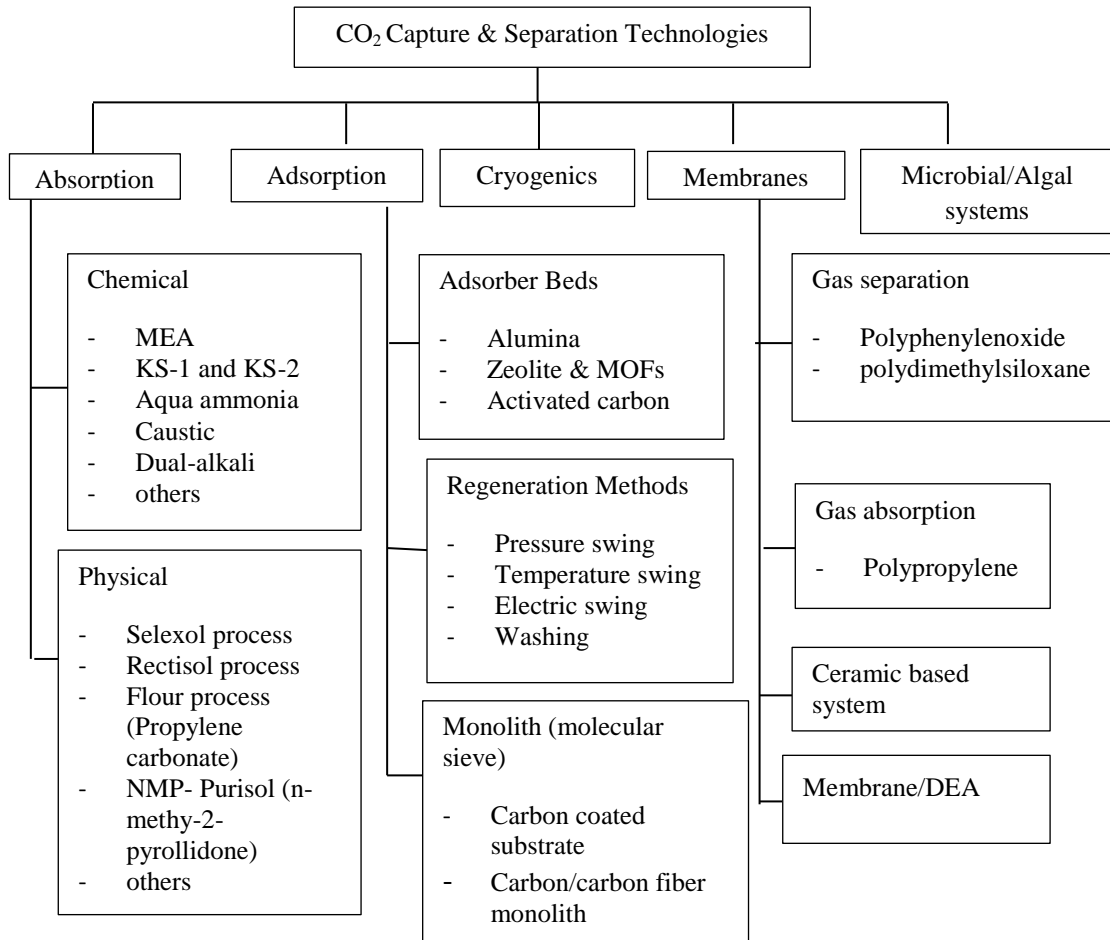 CO₂ Capture & Separation Technologies
Absorption
Adsorption
Cryogenics
Membranes
Microbial/Algal
systems
Chemical
- MEA
- KS-1 and KS-2
- Aqua ammonia
- Caustic
- Dual-alkali
- others
Physical
- Selexol process
- Rectisol process
- Flour process
(Propylene
carbonate)
- NMP- Purisol (n-
methy-2-
pyrollidone)
- others
Adsorber Beds
- Alumina
- Zeolite & MOFs
- Activated carbon
Regeneration Methods
- Pressure swing
- Temperature swing
- Electric swing
- Washing
Monolith (molecular
sieve)
- Carbon coated
substrate
- Carbon/carbon fiber
monolith
Gas separation
- Polyphenylenoxide
- polydimethylsiloxane
Gas absorption
- Polypropylene
Ceramic based
system
Membrane/DEA